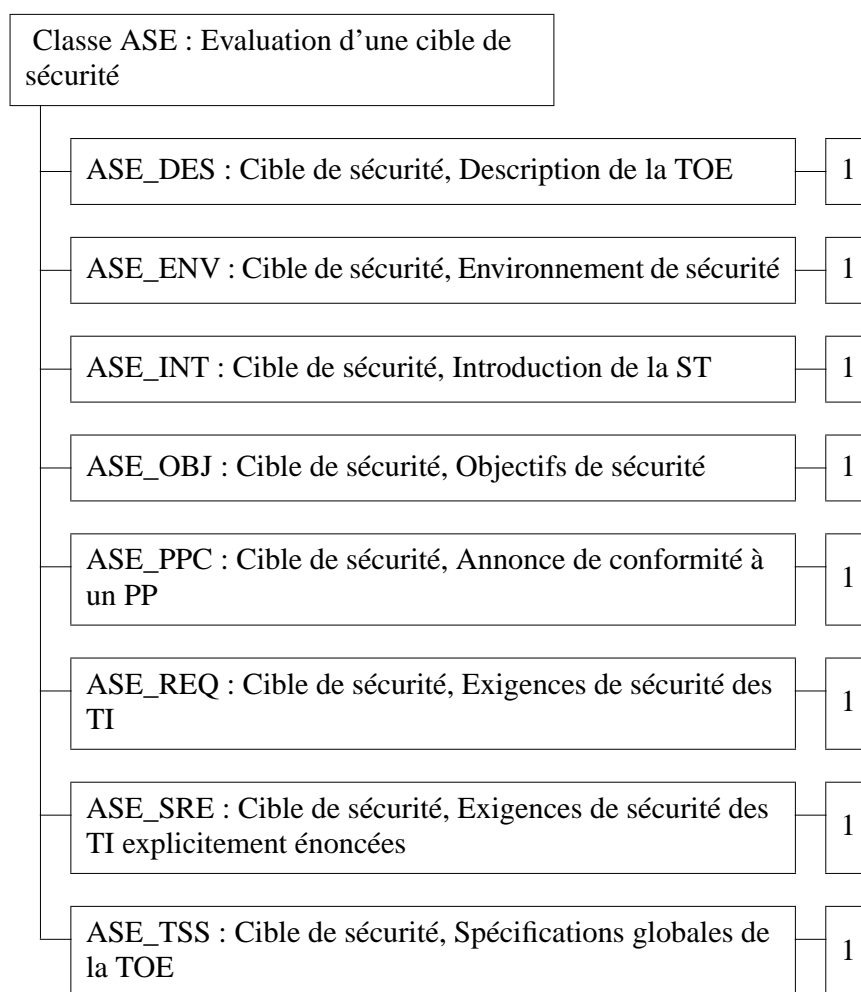 Classe ASE : Evaluation d’une cible de
sécurité
ASE_DES : Cible de sécurité, Description de la TOE 1
ASE_ENV : Cible de sécurité, Environnement de sécurité 1
ASE_INT : Cible de sécurité, Introduction de la ST 1
ASE_OBJ : Cible de sécurité, Objectifs de sécurité 1
ASE_PPC : Cible de sécurité, Annonce de conformité à
un PP
1
ASE_REQ : Cible de sécurité, Exigences de sécurité des
TI
1
ASE_SRE : Cible de sécurité, Exigences de sécurité des
TI explicitement énoncées
1
ASE_TSS : Cible de sécurité, Spécifications globales de
la TOE
1